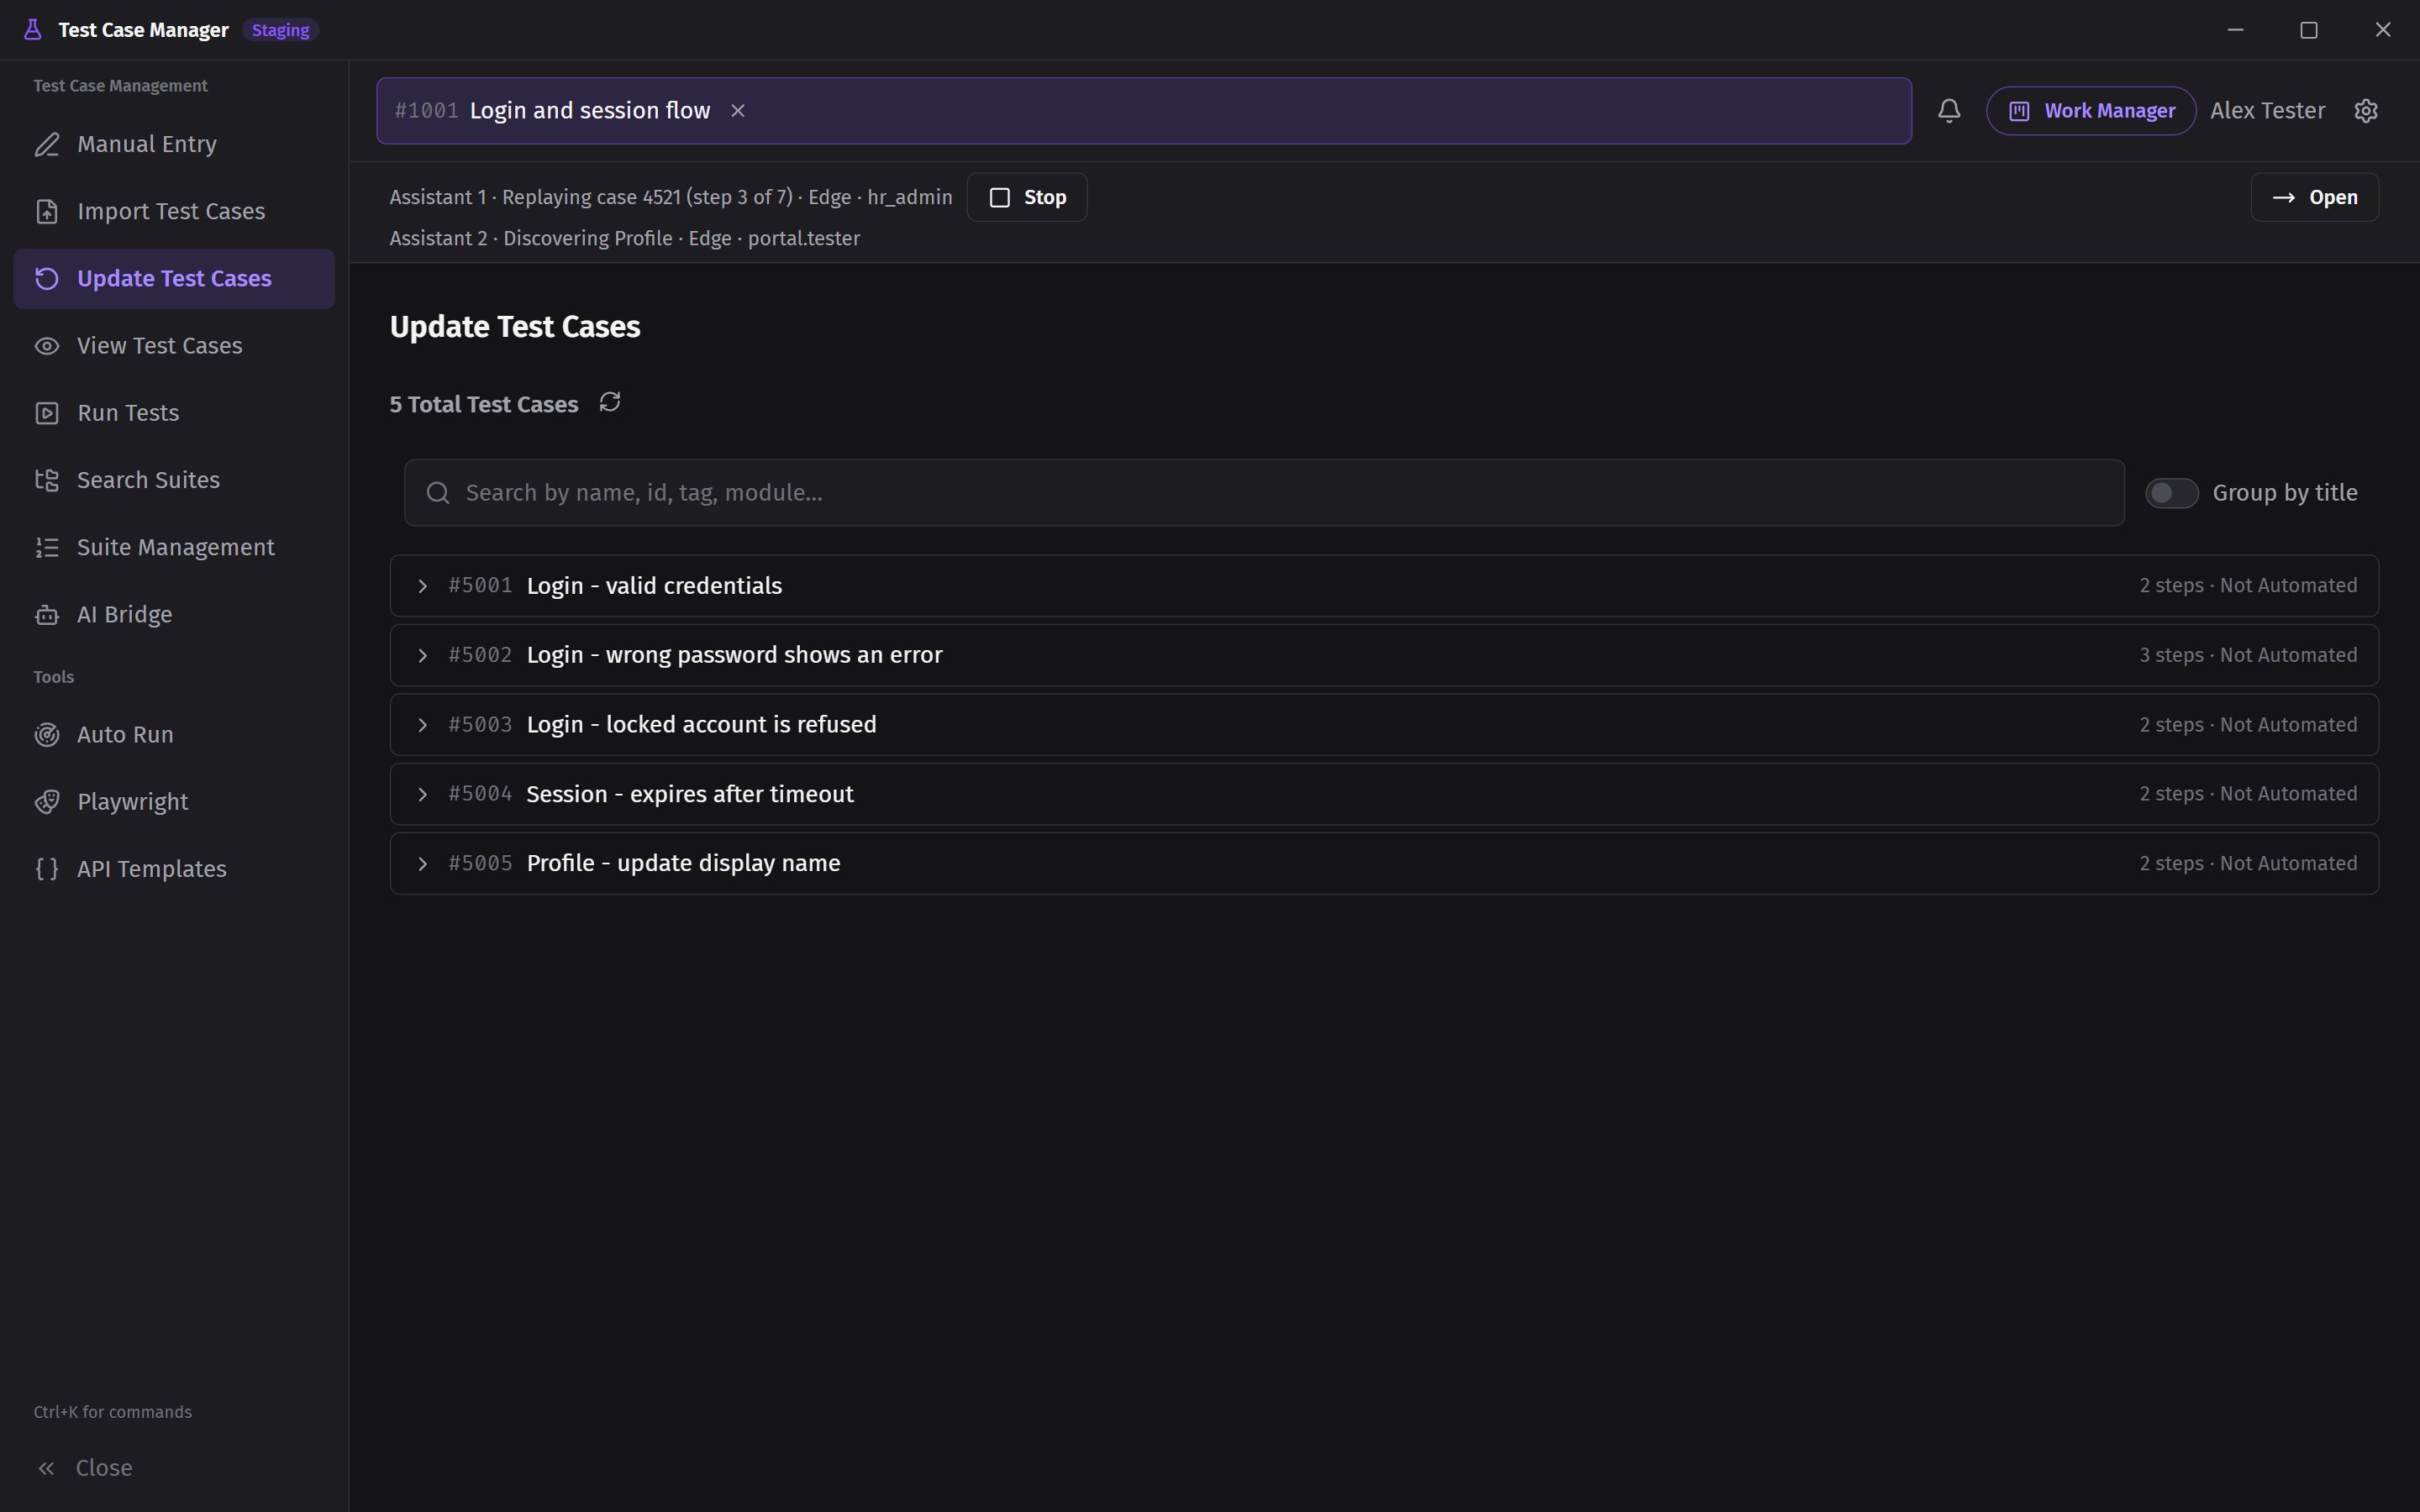 Test Case Manager Staging
Test Case Management
Manual Entry
Import Test Cases
Update Test Cases
View Test Cases
Run Tests
Search Suites
Suite Management
AI Bridge
Tools
Auto Run
Playwright
API Templates
Ctrl+K for commands
Close
#1001 Login and session flow
Work Manager
Alex Tester
Assistant 1 · Replaying case 4521 (step 3 of 7) · Edge · hr_admin
Stop
Open
Assistant 2 · Discovering Profile · Edge · portal.tester
Update Test Cases
5 Total Test Cases
Search by name, id, tag, module...
Group by title
#5001 Login - valid credentials 2 steps · Not Automated
#5002 Login - wrong password shows an error 3 steps · Not Automated
#5003 Login - locked account is refused 2 steps · Not Automated
#5004 Session - expires after timeout 2 steps · Not Automated
#5005 Profile - update display name 2 steps · Not Automated